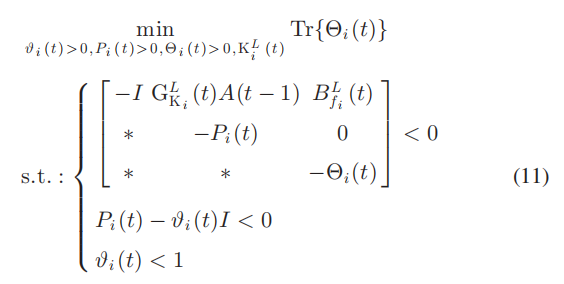 min Tr{Θ_i(t)}
ϑ_i(t)>0,P_i(t)>0,Θ_i(t)>0,K_i^L(t)
−I G_{K_i}^L(t)A(t−1) B_{f_i}^L(t)
∗ −P_i(t) 0 < 0
s.t. : ∗ ∗ −Θ_i(t) (11)
P_i(t) − ϑ_i(t)I < 0
ϑ_i(t) < 1